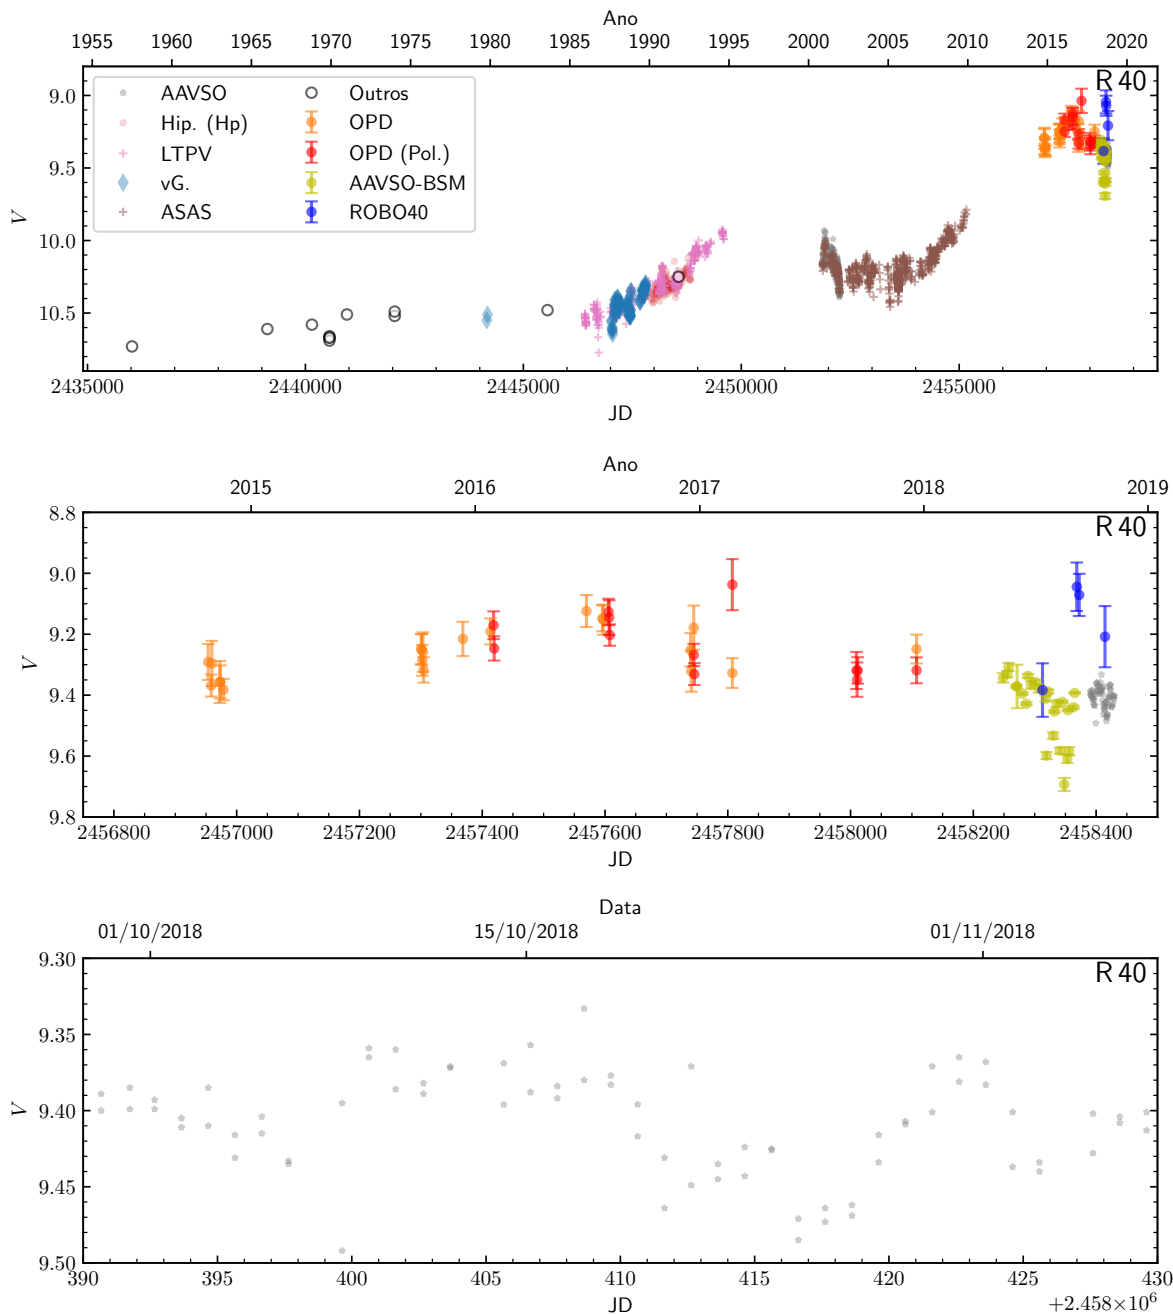 Ano
1955 1960 1965 1970 1975 1980 1985 1990 1995 2000 2005 2010 2015 2020
R 40
AAVSO
Hip. (Hp)
LTPV
vG.
ASAS
Outros
OPD
OPD (Pol.)
AAVSO-BSM
ROBO40
9.0
9.5
10.0
10.5
V
2435000 2440000 2445000 2450000 2455000
JD
Ano
2015 2016 2017 2018 2019
R 40
8.8
9.0
9.2
9.4
9.6
9.8
V
2456800 2457000 2457200 2457400 2457600 2457800 2458000 2458200 2458400
JD
Data
01/10/2018 15/10/2018 01/11/2018
R 40
9.30
9.35
9.40
9.45
9.50
V
390 395 400 405 410 415 420 425 430
JD
+2.458×10⁶